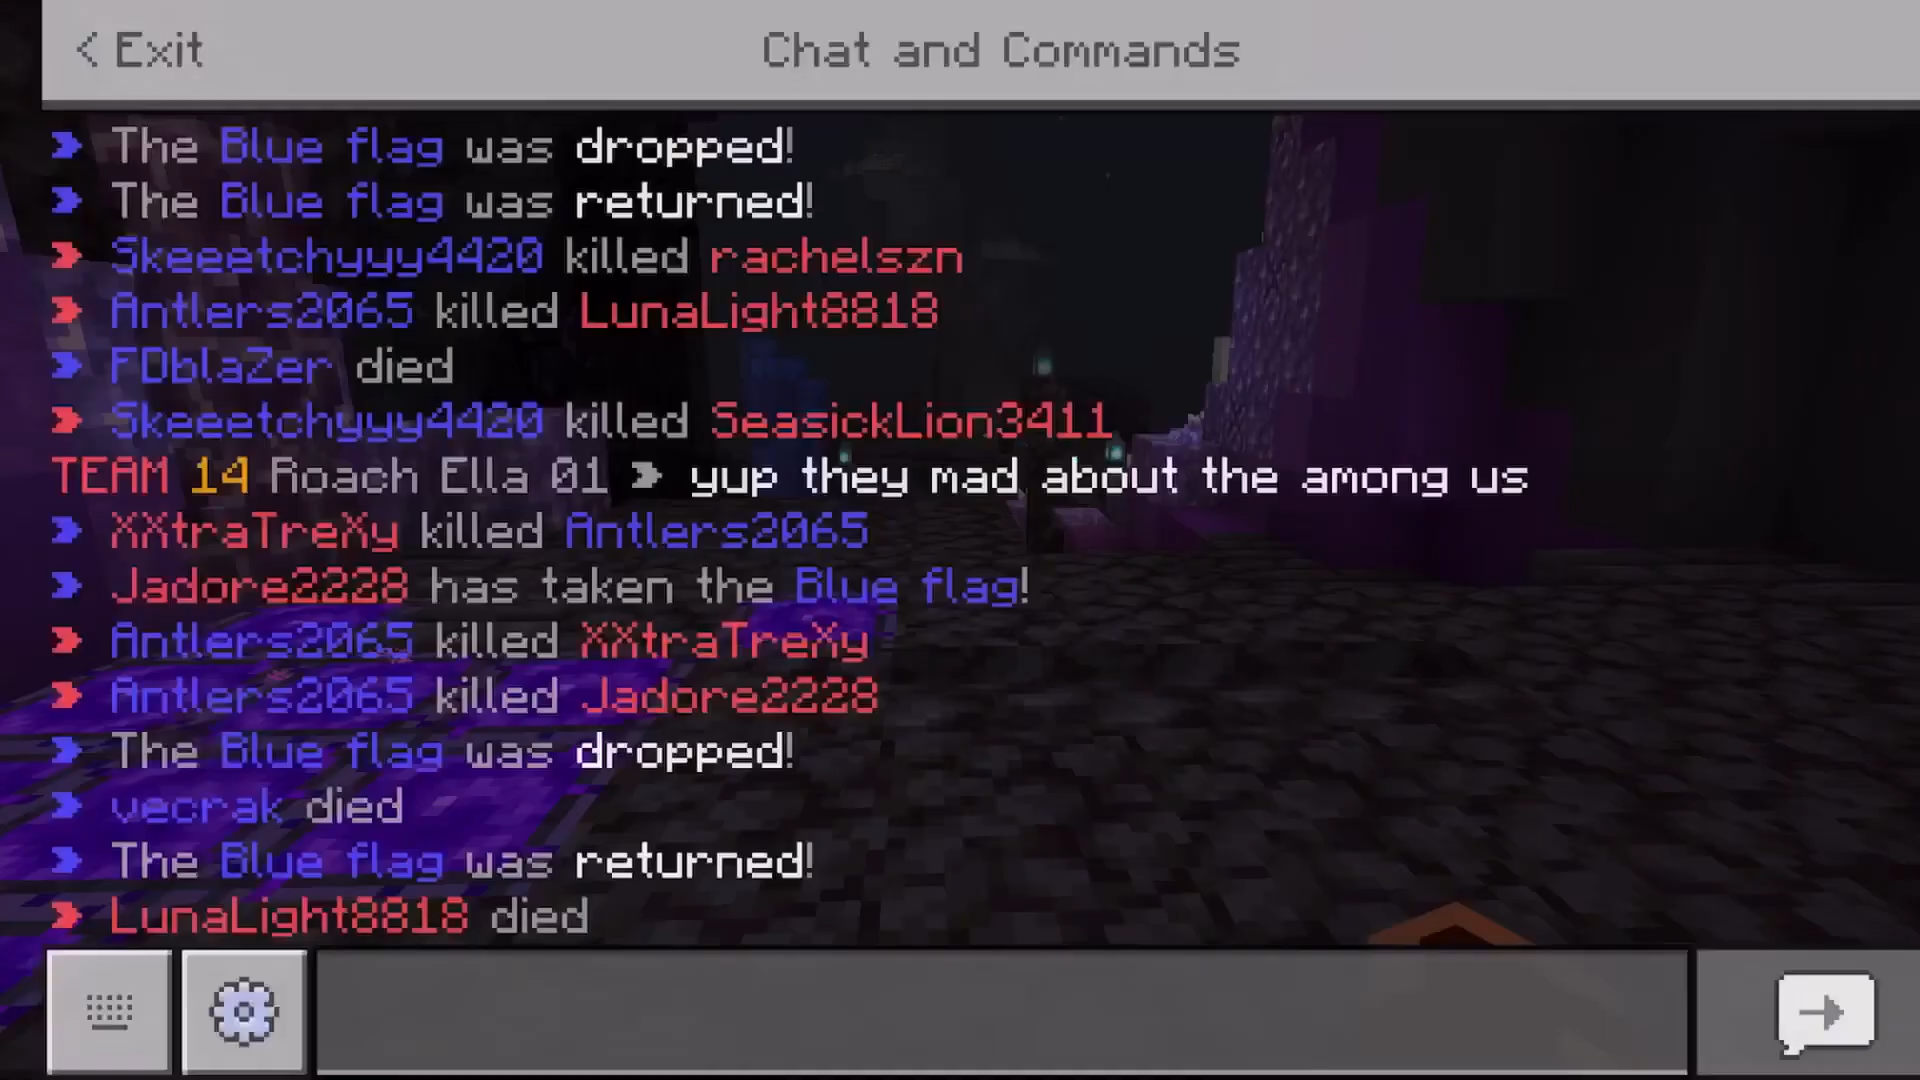 < Exit
Chat and Commands
The Blue flag was dropped!
The Blue flag was returned!
Skeeetchyyy4420 killed rachelszn
Antlers2065 killed LunaLight8818
FDblaZer died
Skeeetchyyy4420 killed SeasickLion3411
TEAM 14 Roach Ella 01 yup they mad about the among us
XXtraTreXy killed Antlers2065
Jadore2228 has taken the Blue flag!
Antlers2065 killed XXtraTreXy
Antlers2065 killed Jadore2228
The Blue flag was dropped!
vecrak died
The Blue flag was returned!
LunaLight8818 died